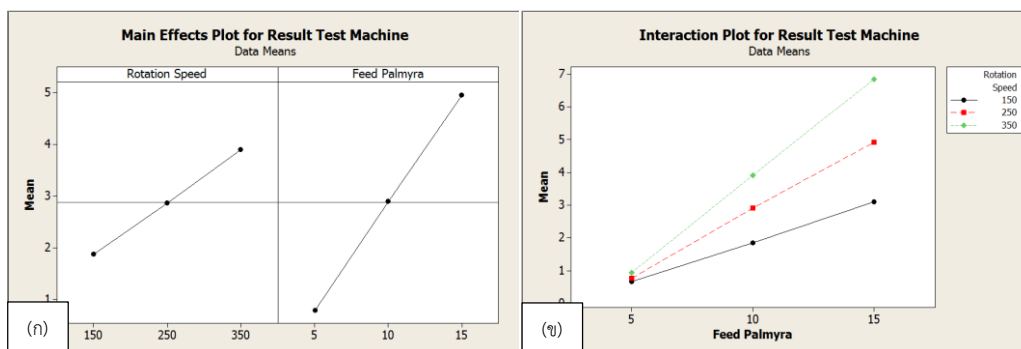 Main Effects Plot for Result Test Machine
Data Means
Rotation Speed Feed Palmyra
5
4
3
2
1
Mean
150 250 350 5 10 15
(ก)
Interaction Plot for Result Test Machine
Data Means
7
6
5
4
3
2
1
0
Mean
5 10 15
Feed Palmyra
Rotation
Speed
150
250
350
(ข)